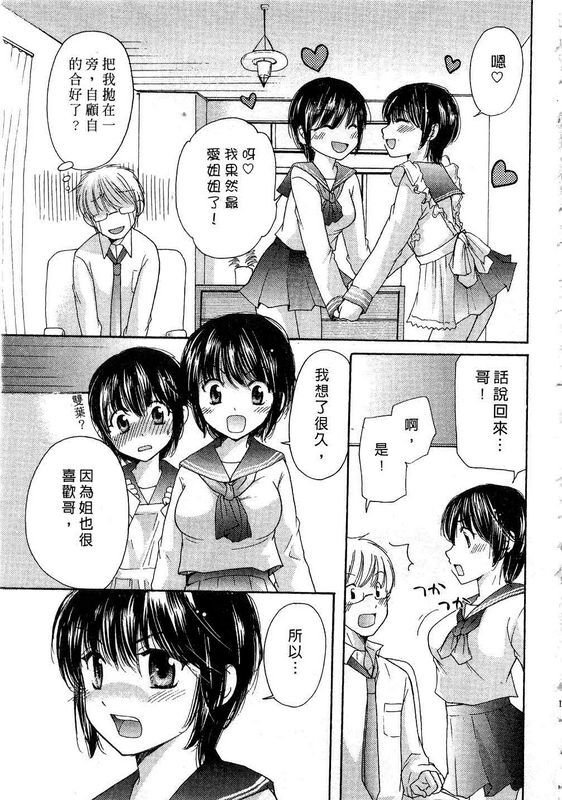 嗯♡
呀♡
我果然最
愛姐姐了！
把我拋在一
旁，自顧自
的合好了？
話說回來…
哥！
啊，
是！
つかつか
我想了很久，
雙葉？
因為姐也很
喜歡哥，
所以…